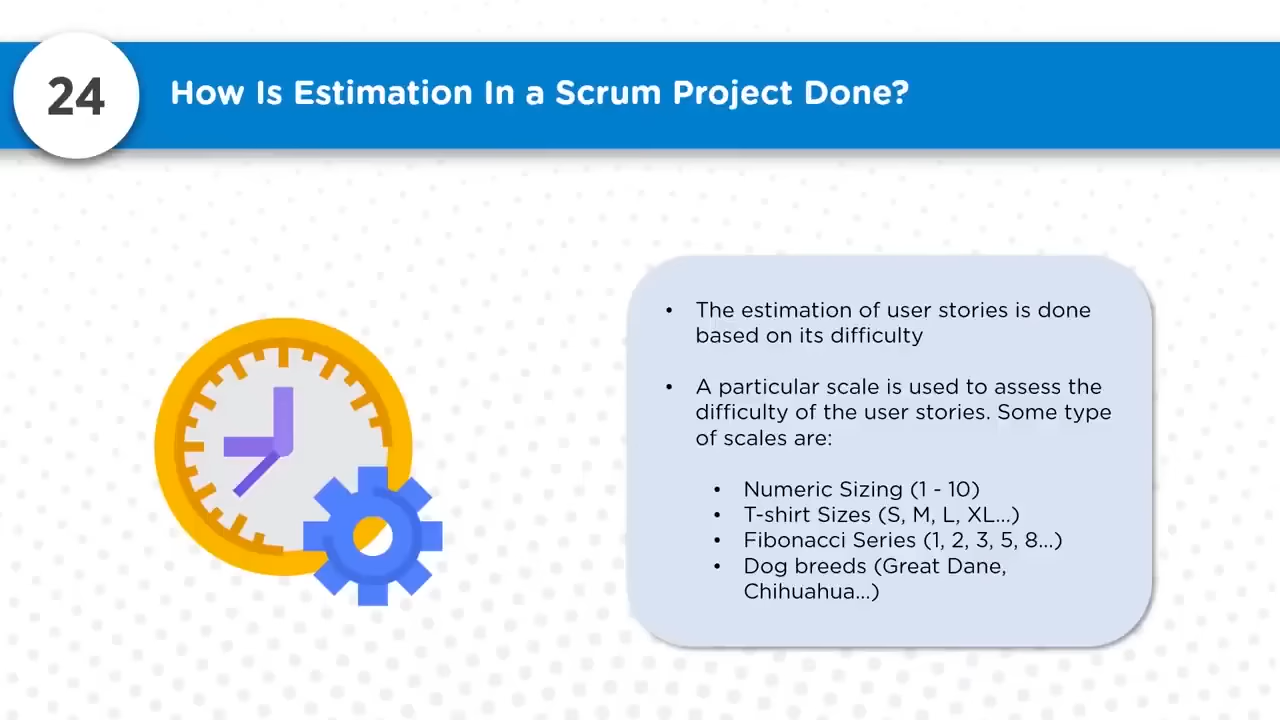 24
How Is Estimation In a Scrum Project Done?
• The estimation of user stories is done
based on its difficulty
• A particular scale is used to assess the
difficulty of the user stories. Some type
of scales are:
• Numeric Sizing (1 - 10)
• T-shirt Sizes (S, M, L, XL...)
• Fibonacci Series (1, 2, 3, 5, 8...)
• Dog breeds (Great Dane,
Chihuahua...)